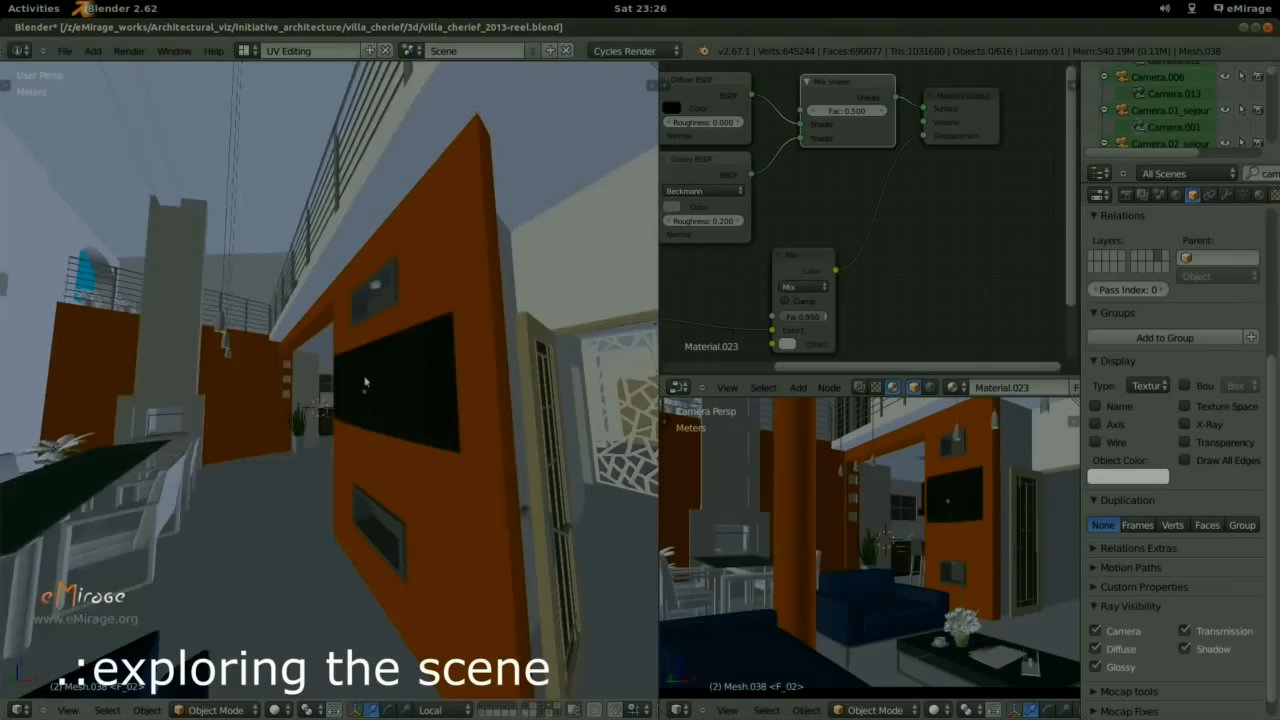 Activities
Blender 2.62
Sat 23:26
eMirage
Blender* [/z/eMirage_works/Architectural_viz/Initiative_architecture/villa_cherief/3d/villa_cherief_2013-reel.blend]
File Add Render Window Help
UV Editing
Scene
Cycles Render
v2.67.1 | Verts:645244 | Faces:690077 | Tris:1031680 | Objects:0/616 | Lamps:0/1 | Mem:540.19M (0.11M) | Mesh.038
User Persp
Meters
Diffuse BSDF
BSDF
Color
Roughness: 0.000
Normal
Glossy BSDF
BSDF
Beckmann
Color
Roughness: 0.200
Normal
Mix Shader
Shader
Fac: 0.500
Shader
Shader
Material Output
Surface
Volume
Displacement
Mix
Color
Mix
Clamp
Fa: 0.950
Color1
Color2
Material.023
View Select Add Node
Material.023
F
Camera.006
Camera.013
Camera.01_sejour
Camera.001
Camera.02_sejour
All Scenes
cam
Relations
Layers:
Parent:
Object
Pass Index: 0
Groups
Add to Group
Display
Type:
Textur
Bou
Box
Name
Texture Space
Axis
X-Ray
Wire
Transparency
Object Color:
Draw All Edges
Duplication
None Frames Verts Faces Group
Relations Extras
Motion Paths
Custom Properties
Ray Visibility
Camera
Transmission
Diffuse
Shadow
Glossy
Mocap tools
Mocap Fixes
Camera Persp
Meters
(2) Mesh.038 <F_02>
View Select Object
Object Mode
eMirage
www.eMirage.org
.:exploring the scene
(2) Mesh.038 <F_02>
View Select Object
Object Mode
Local